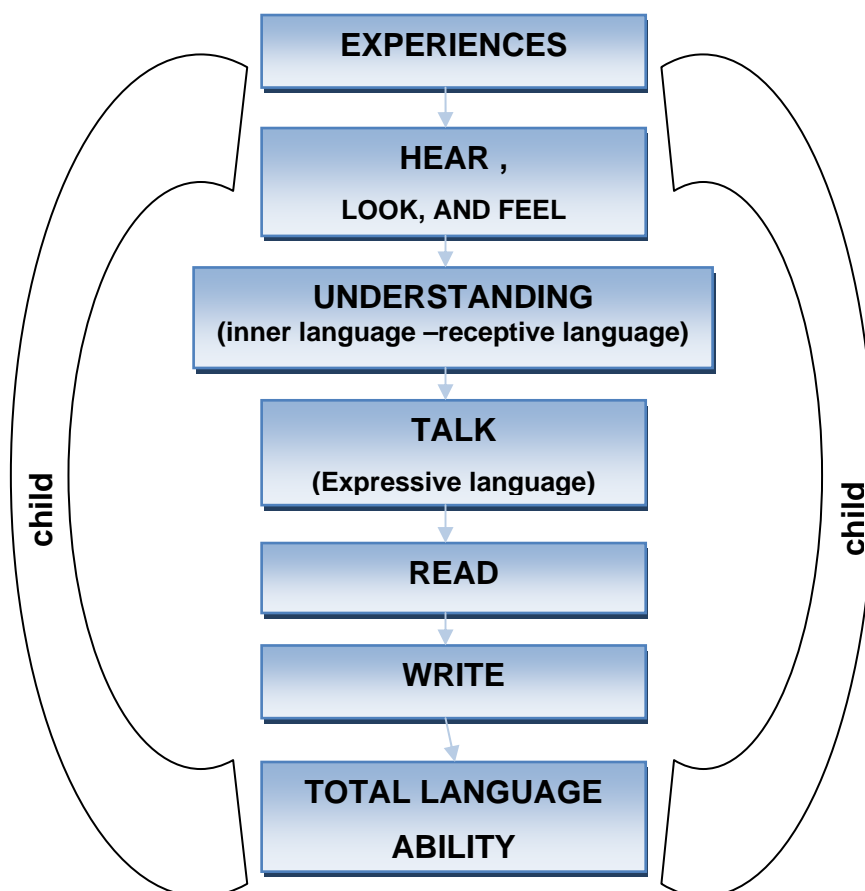 EXPERIENCES
HEAR ,
LOOK, AND FEEL
UNDERSTANDING
(inner language –receptive language)
TALK
(Expressive language)
READ
WRITE
TOTAL LANGUAGE
ABILITY
child
child